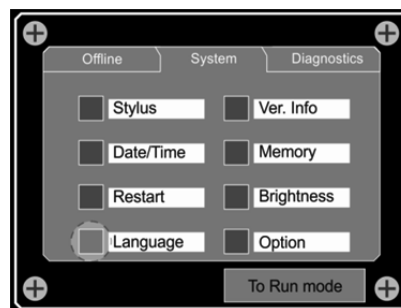 Offline System Diagnostics
Stylus Ver. Info
Date/Time Memory
Restart Brightness
Language Option
To Run mode